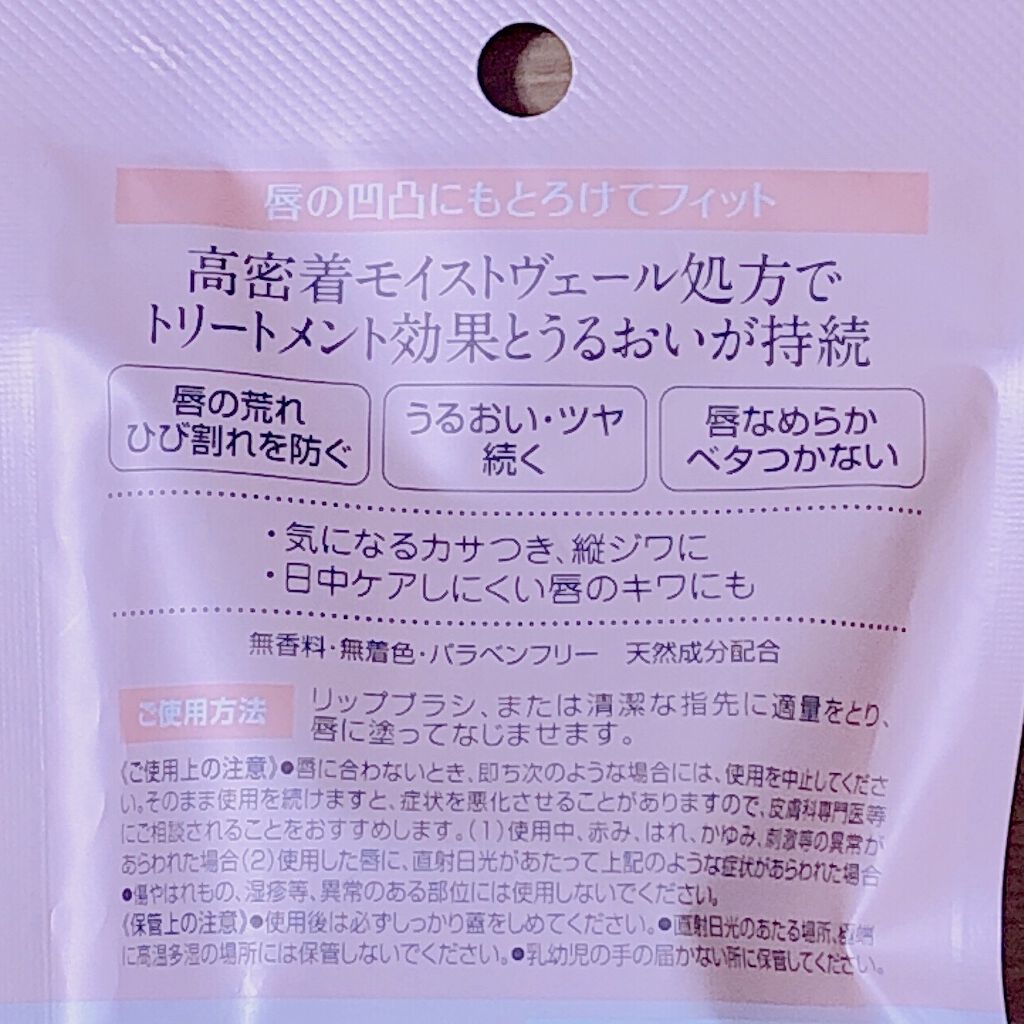 唇の凹凸にもとろけてフィット
高密着モイストヴェール処方で
トリートメント効果とうるおいが持続
唇の荒れ
ひび割れを防ぐ
うるおい・ツヤ
続く
唇なめらか
ベタつかない
・気になるカサつき、縦ジワに
・日中ケアしにくい唇のキワにも
無香料・無着色・パラベンフリー　天然成分配合
ご使用方法
リップブラシ、または清潔な指先に適量をとり、
唇に塗ってなじませます。
《ご使用上の注意》●唇に合わないとき、即ち次のような場合には、使用を中止してくださ
い。そのまま使用を続けますと、症状を悪化させることがありますので、皮膚科専門医等
にご相談されることをおすすめします。(1)使用中、赤み、はれ、かゆみ、刺激等の異常が
あらわれた場合(2)使用した唇に、直射日光があたって上記のような症状があらわれた場合
●傷やはれもの、湿疹等、異常のある部位には使用しないでください。
《保管上の注意》●使用後は必ずしっかり蓋をしめてください。●直射日光のあたる場所、極端
に高温多湿の場所には保管しないでください。●乳幼児の手の届かない所に保管してください。